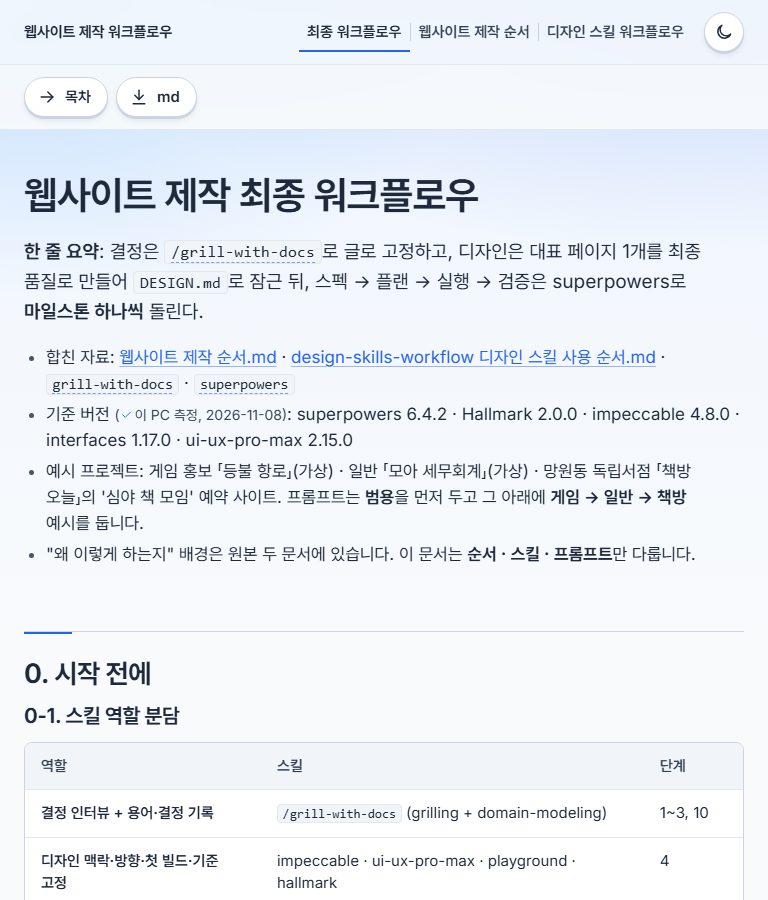 웹사이트 제작 워크플로우
최종 워크플로우
웹사이트 제작 순서
디자인 스킬 워크플로우
목차
md
웹사이트 제작 최종 워크플로우
한 줄 요약: 결정은 /grill-with-docs 로 글로 고정하고, 디자인은 대표 페이지 1개를 최종
품질로 만들어 DESIGN.md 로 잠근 뒤, 스펙 → 플랜 → 실행 → 검증은 superpowers로
마일스톤 하나씩 돌린다.
• 합친 자료: 웹사이트 제작 순서.md · design-skills-workflow 디자인 스킬 사용 순서.md ·
grill-with-docs · superpowers
• 기준 버전 (✓ 이 PC 측정, 2026-11-08): superpowers 6.4.2 · Hallmark 2.0.0 · impeccable 4.8.0 ·
interfaces 1.17.0 · ui-ux-pro-max 2.15.0
• 예시 프로젝트: 게임 홍보 「등불 항로」(가상) · 일반 「모아 세무회계」(가상) · 망원동 독립서점 「책방
오늘」의 '심야 책 모임' 예약 사이트. 프롬프트는 범용을 먼저 두고 그 아래에 게임 → 일반 → 책방
예시를 둡니다.
• "왜 이렇게 하는지" 배경은 원본 두 문서에 있습니다. 이 문서는 순서 · 스킬 · 프롬프트만 다룹니다.
0. 시작 전에
0-1. 스킬 역할 분담
역할 스킬 단계
결정 인터뷰 + 용어·결정 기록 /grill-with-docs (grilling + domain-modeling) 1~3, 10
디자인 맥락·방향·첫 빌드·기준 impeccable · ui-ux-pro-max · playground · 4
고정 hallmark